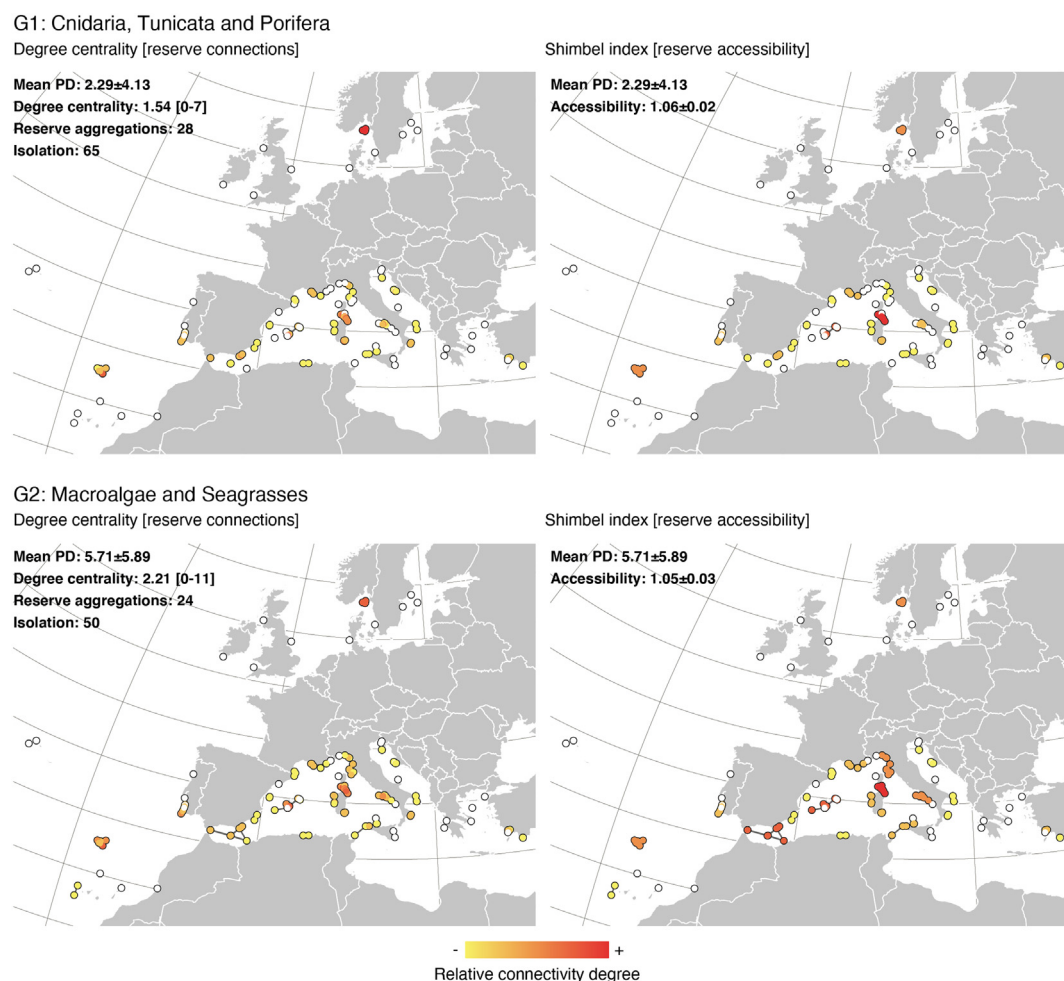 G1: Cnidaria, Tunicata and Porifera
Degree centrality [reserve connections]
Mean PD: 2.29±4.13
Degree centrality: 1.54 [0-7]
Reserve aggregations: 28
Isolation: 65
Shimbel index [reserve accessibility]
Mean PD: 2.29±4.13
Accessibility: 1.06±0.02
G2: Macroalgae and Seagrasses
Degree centrality [reserve connections]
Mean PD: 5.71±5.89
Degree centrality: 2.21 [0-11]
Reserve aggregations: 24
Isolation: 50
Shimbel index [reserve accessibility]
Mean PD: 5.71±5.89
Accessibility: 1.05±0.03
- +
Relative connectivity degree